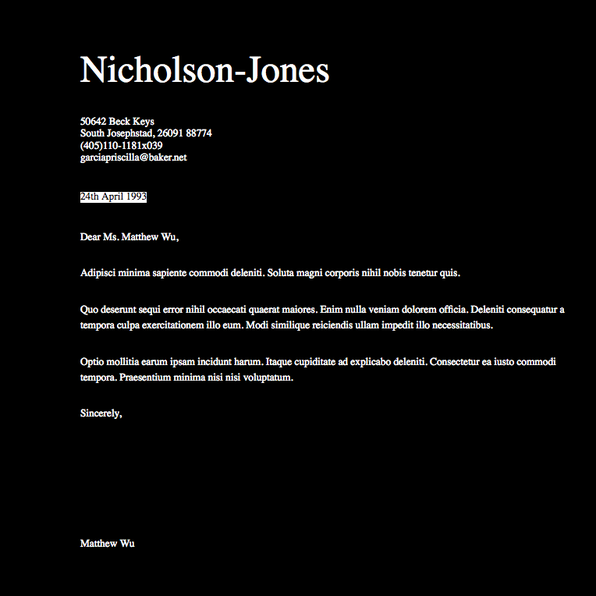 Nicholson-Jones
50642 Beck Keys
South Josephstad, 26091 88774
(405)110-1181x039
garciapriscilla@baker.net
24th April 1993
Dear Ms. Matthew Wu,
Adipisci minima sapiente commodi deleniti. Soluta magni corporis nihil nobis tenetur quis.
Quo deserunt sequi error nihil occaecati quaerat maiores. Enim nulla veniam dolorem officia. Deleniti consequatur a
tempora culpa exercitationem illo eum. Modi similique reiciendis ullam impedit illo necessitatibus.
Optio mollitia earum ipsam incidunt harum. Itaque cupiditate ad explicabo deleniti. Consectetur ea iusto commodi
tempora. Praesentium minima nisi nisi voluptatum.
Sincerely,
Matthew Wu